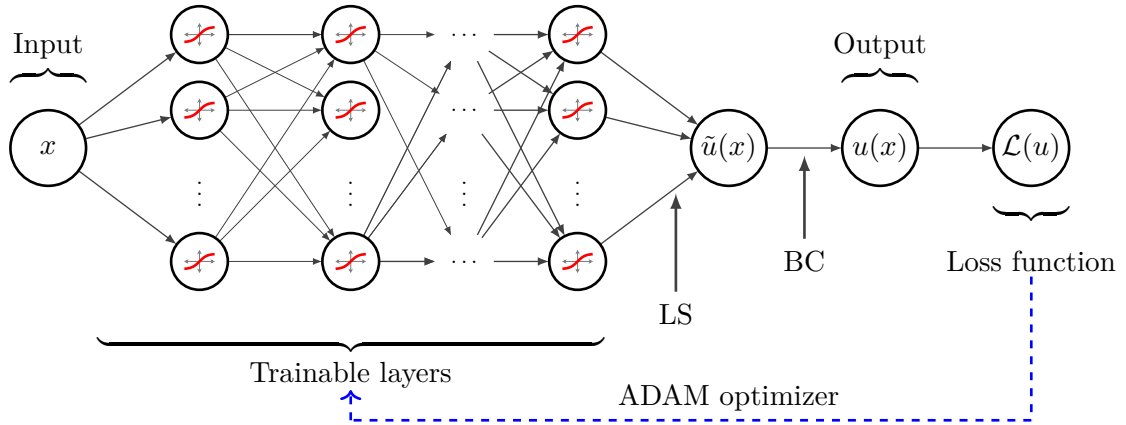 Input
Output
x
ũ(x)
u(x)
ℒ(u)
BC
Loss function
LS
Trainable layers
ADAM optimizer